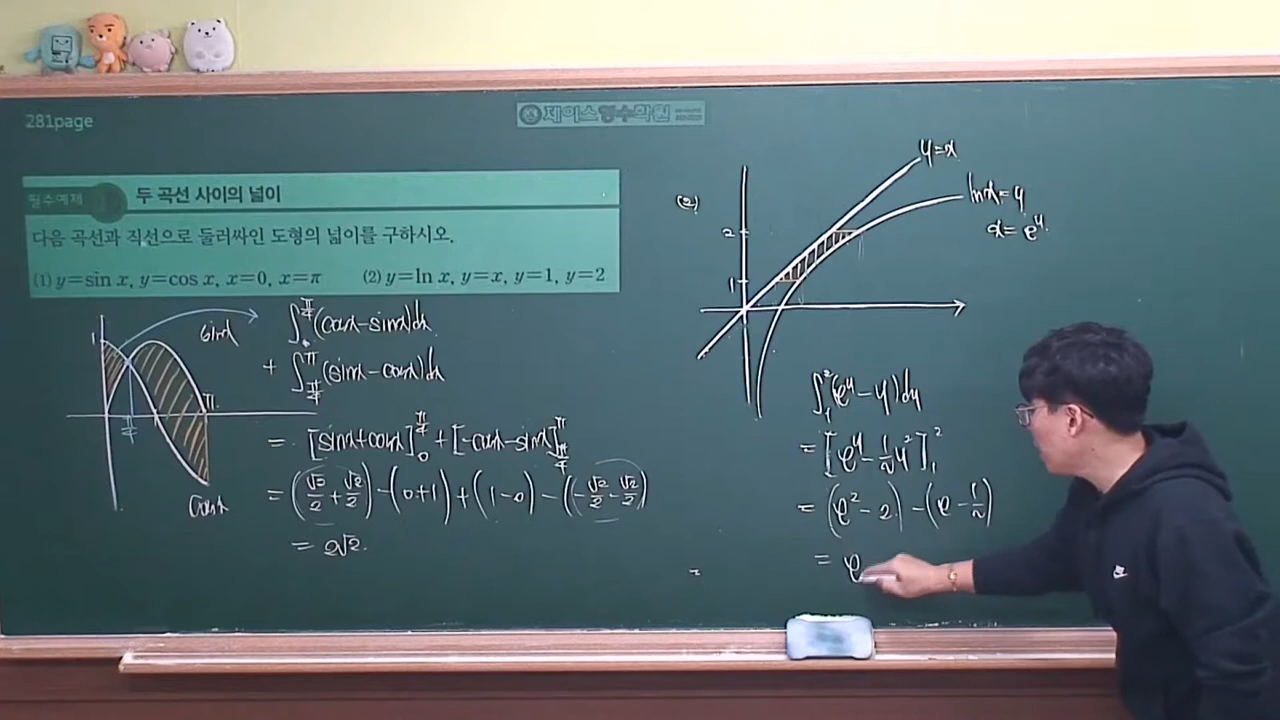 281page
제이스영수학원
필수예제
두 곡선 사이의 넓이
다음 곡선과 직선으로 둘러싸인 도형의 넓이를 구하시오.
(1) y=sin x, y=cos x, x=0, x=π (2) y=ln x, y=x, y=1, y=2
1
sinx
π/4
π
cosx
∫₀^{π/4}(cosx-sinx)dx
+ ∫_{π/4}^{π}(sinx-cosx)dx
= [sinx+cosx]₀^{π/4} + [-cosx-sinx]_{π/4}^{π}
= (√2/2+√2/2)-(0+1)+(1-0)-(-√2/2-√2/2)
= 2√2.
(2)
y=x
lnx=y
x=e^y.
2
1
∫₁²(e^y-y)dy
= [e^y-1/2y²]₁²
= (e²-2)-(e-1/2)
= e
=